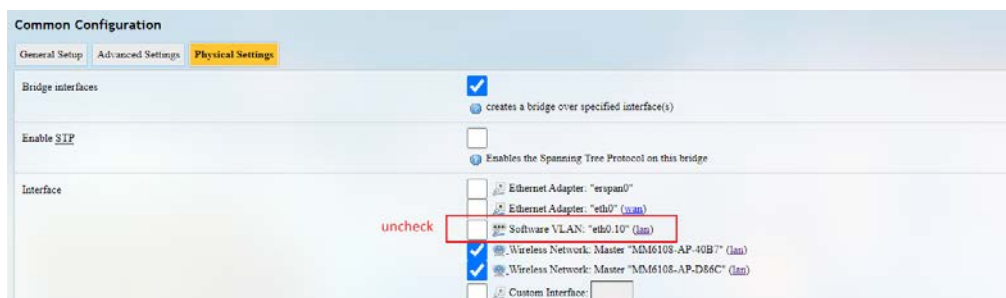 Common Configuration
General Setup Advanced Settings Physical Settings
Bridge interfaces
creates a bridge over specified interface(s)
Enable STP
Enables the Spanning Tree Protocol on this bridge
Interface
Ethernet Adapter: "erspan0"
Ethernet Adapter: "eth0" (wan)
uncheck
Software VLAN: "eth0.10" (lan)
Wireless Network: Master "MM6108-AP-40B7" (lan)
Wireless Network: Master "MM6108-AP-D86C" (lan)
Custom Interface: